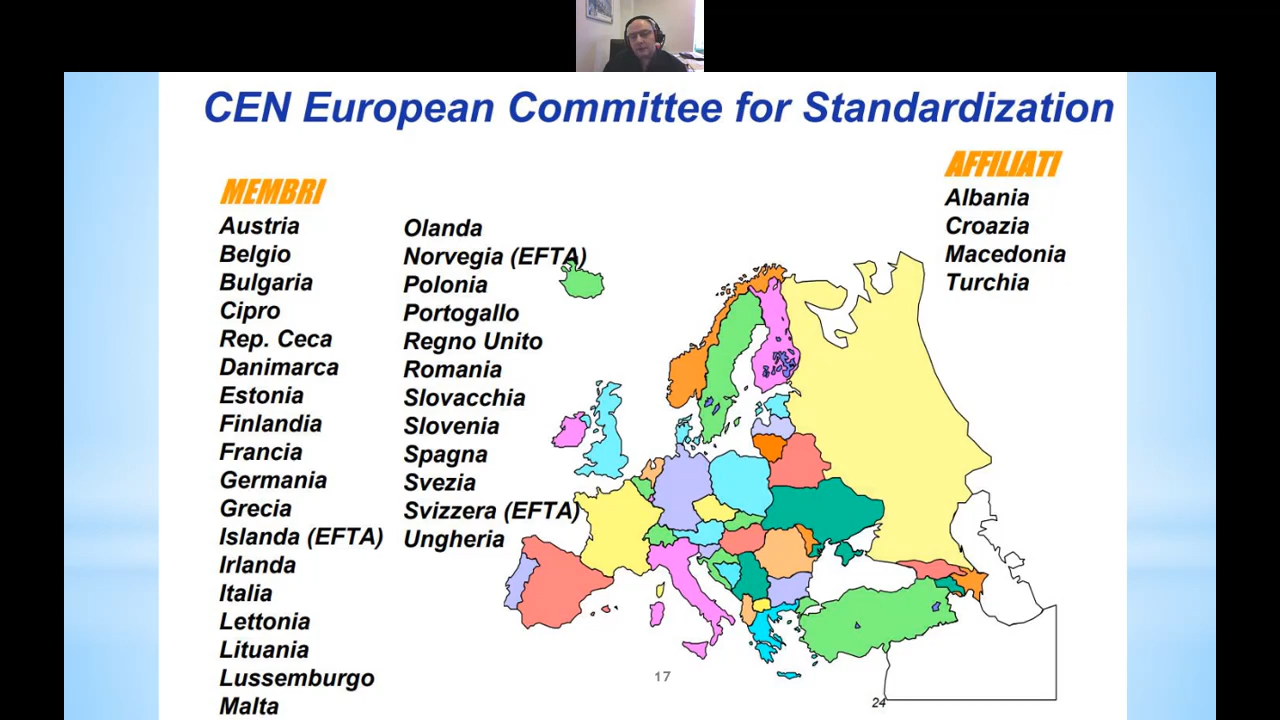 CEN European Committee for Standardization
MEMBRI
Austria
Belgio
Bulgaria
Cipro
Rep. Ceca
Danimarca
Estonia
Finlandia
Francia
Germania
Grecia
Islanda (EFTA)
Irlanda
Italia
Lettonia
Lituania
Lussemburgo
Malta
Olanda
Norvegia (EFTA)
Polonia
Portogallo
Regno Unito
Romania
Slovacchia
Slovenia
Spagna
Svezia
Svizzera (EFTA)
Ungheria
AFFILIATI
Albania
Croazia
Macedonia
Turchia
17
24